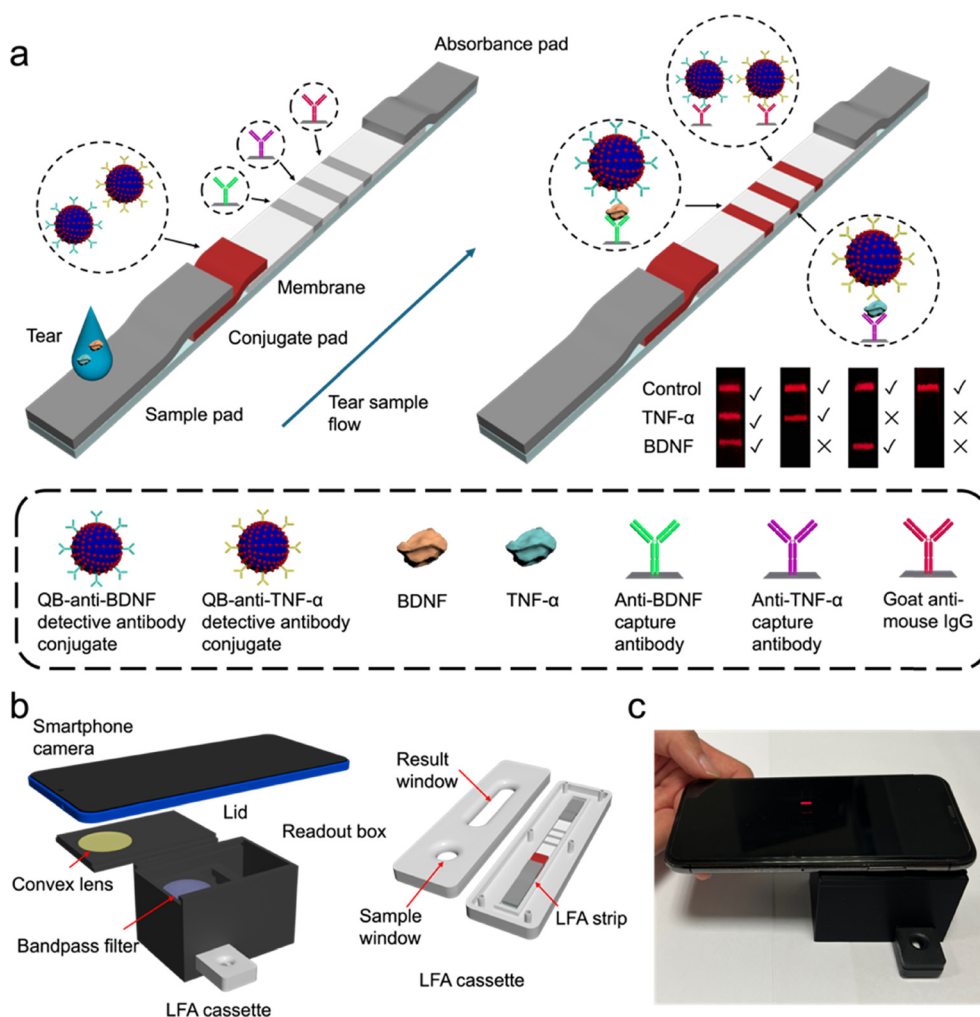 a
Absorbance pad
Membrane
Tear
Conjugate pad
Sample pad
Tear sample
flow
Control ✓ ✓ ✓ ✓
TNF-α ✓ ✓ × ×
BDNF ✓ × ✓ ×
QB-anti-BDNF
detective antibody
conjugate
QB-anti-TNF-α
detective antibody
conjugate
BDNF
TNF-α
Anti-BDNF
capture
antibody
Anti-TNF-α
capture
antibody
Goat anti-
mouse IgG
b
Smartphone
camera
Lid
Readout box
Convex lens
Bandpass filter
LFA cassette
Result
window
Sample
window
LFA strip
LFA cassette
c